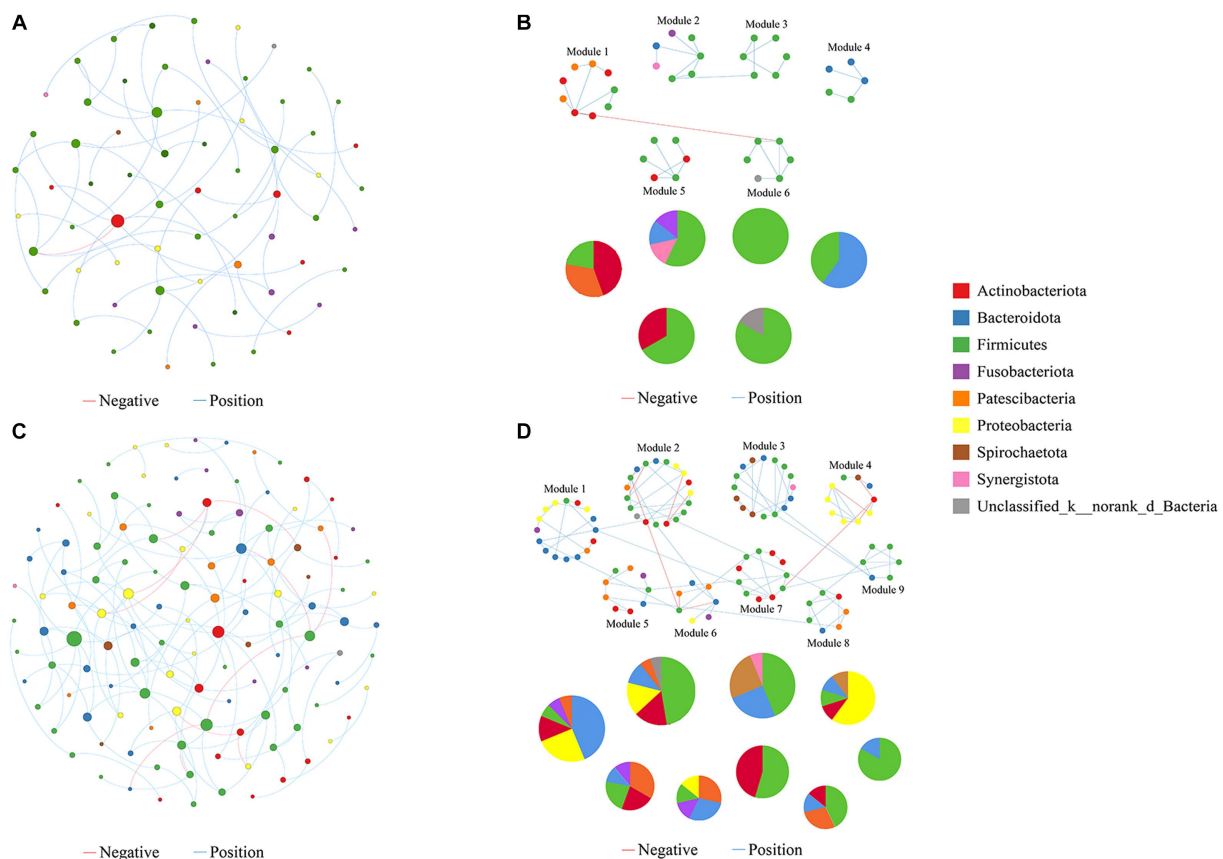 A
B
Module 1
Module 2
Module 3
Module 4
Module 5
Module 6
Negative
Position
Negative
Position
Actinobacteriota
Bacteroidota
Firmicutes
Fusobacteriota
Patescibacteria
Proteobacteria
Spirochaetota
Synergistota
Unclassified_k__norank_d_Bacteria
C
D
Module 1
Module 2
Module 3
Module 4
Module 5
Module 6
Module 7
Module 8
Module 9
Negative
Position
Negative
Position